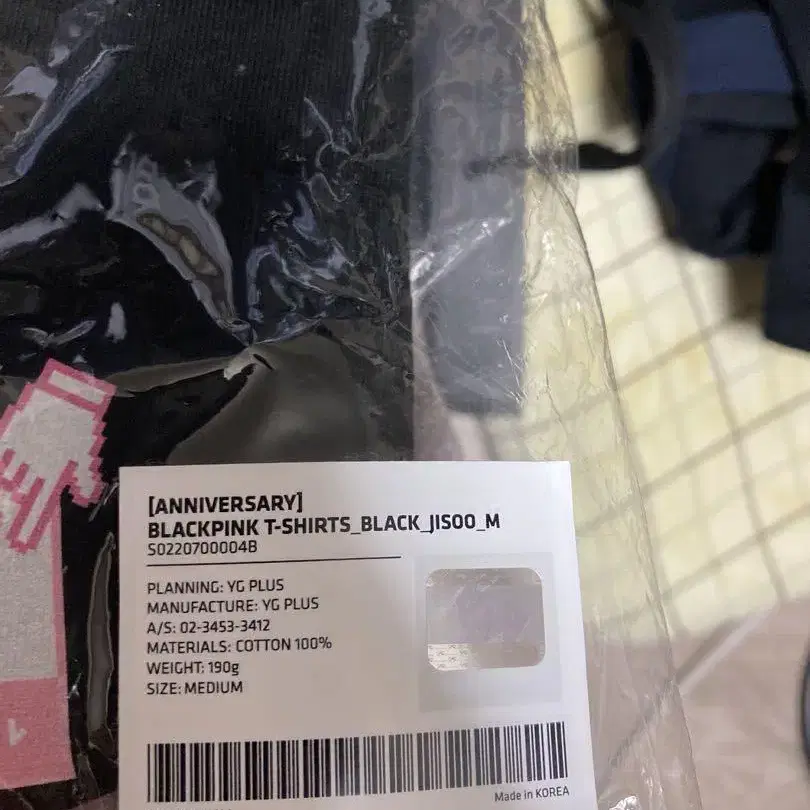 [ANNIVERSARY]
BLACKPINK T-SHIRTS_BLACK_JISOO_M
S0220700004B
PLANNING: YG PLUS
MANUFACTURE: YG PLUS
A/S: 02-3453-3412
MATERIALS: COTTON 100%
WEIGHT: 190g
SIZE: MEDIUM
Made in KOREA